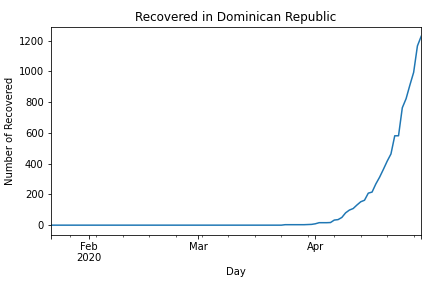 Recovered in Dominican Republic
Number of Recovered
1200
1000
800
600
400
200
0
Feb
2020
Mar
Apr
Day